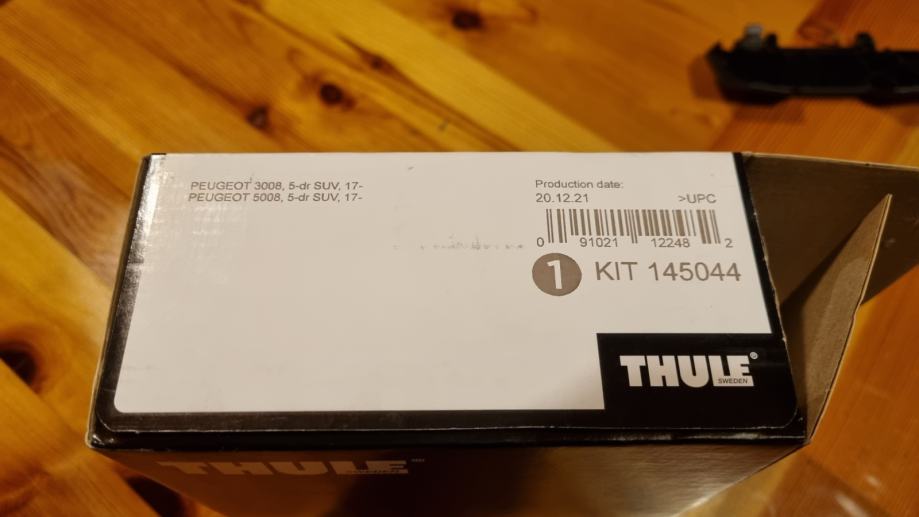 PEUGEOT 3008, 5-dr SUV, 17-
PEUGEOT 5008, 5-dr SUV, 17-
Production date:
20.12.21 >UPC
0 91021 12248 2
1 KIT 145044
THULE®
SWEDEN
THULE
SWEDEN